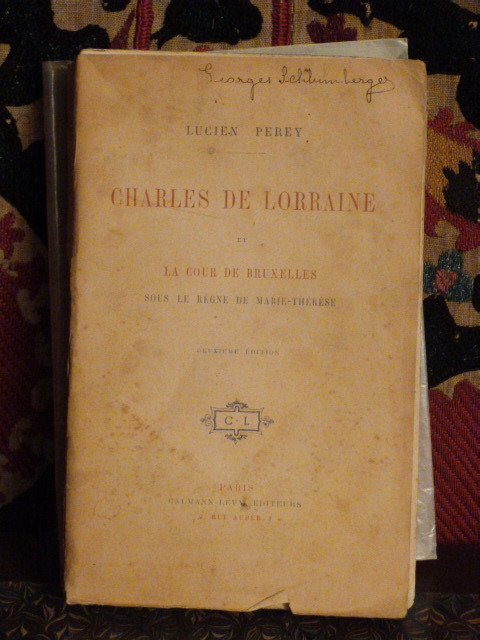 Georges Schlumberger
LUCIEN PEREY
CHARLES DE LORRAINE
ET
LA COUR DE BRUXELLES
SOUS LE RÈGNE DE MARIE-THÉRÈSE
DEUXIÈME ÉDITION
C · L
PARIS
CALMANN-LÉVY, ÉDITEURS
3, RUE AUBER, 3